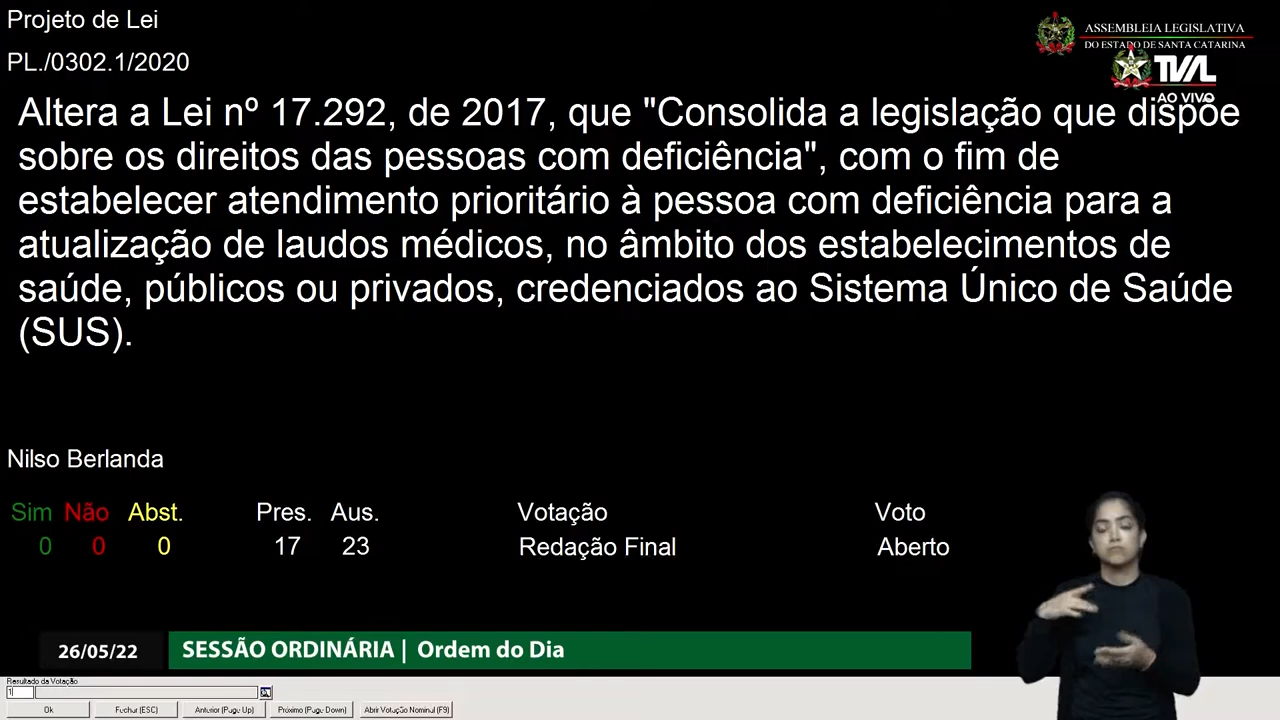 Projeto de Lei
ASSEMBLEIA LEGISLATIVA
DO ESTADO DE SANTA CATARINA
PL./0302.1/2020
TVAL
AO VIVO
Altera a Lei nº 17.292, de 2017, que "Consolida a legislação que dispõe
sobre os direitos das pessoas com deficiência", com o fim de
estabelecer atendimento prioritário à pessoa com deficiência para a
atualização de laudos médicos, no âmbito dos estabelecimentos de
saúde, públicos ou privados, credenciados ao Sistema Único de Saúde
(SUS).
Nilso Berlanda
Sim Não Abst. Pres. Aus. Votação Voto
0 0 0 17 23 Redação Final Aberto
26/05/22 SESSÃO ORDINÁRIA | Ordem do Dia
Resultado da Votação
1
Ok Fechar (ESC) Anterior (Page Up) Próximo (Page Down) Abrir Votação Nominal (F9)